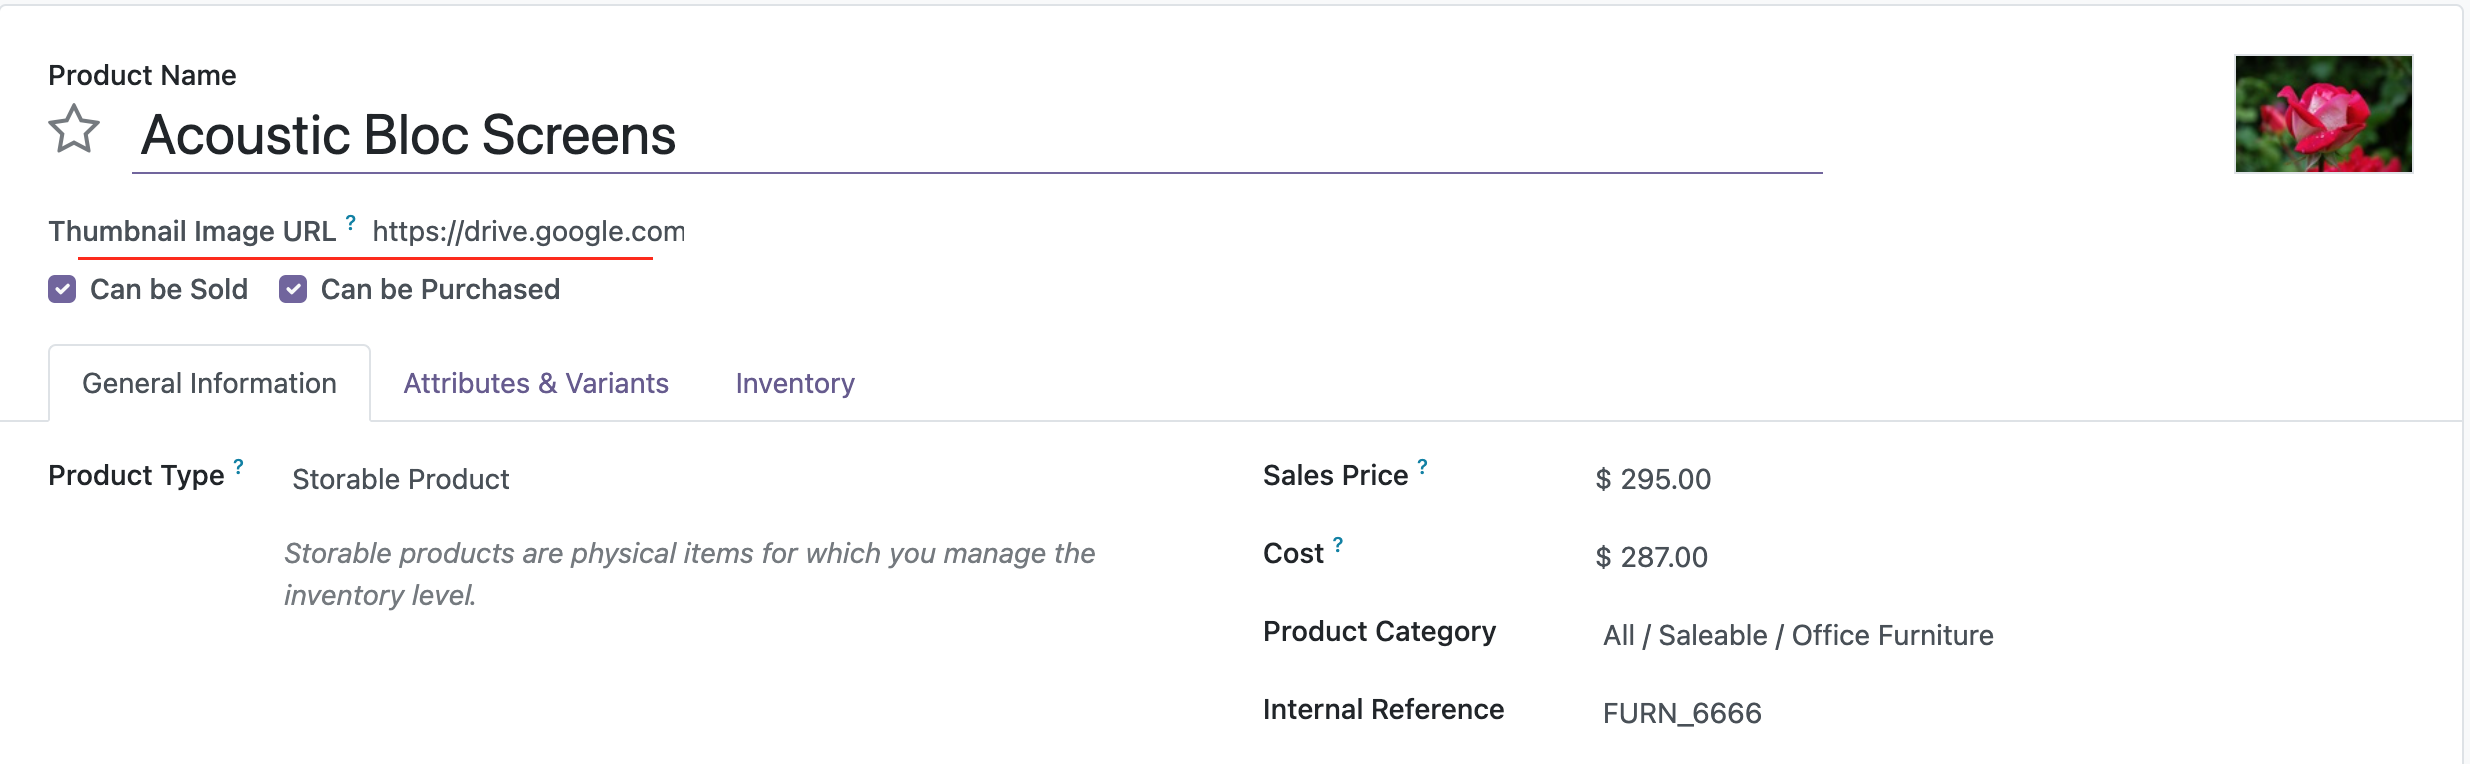 Product Name
Acoustic Bloc Screens
Thumbnail Image URL ? https://drive.google.com
Can be Sold Can be Purchased
General Information Attributes & Variants Inventory
Product Type ? Storable Product
Storable products are physical items for which you manage the
inventory level.
Sales Price ? $ 295.00
Cost ? $ 287.00
Product Category All / Saleable / Office Furniture
Internal Reference FURN_6666